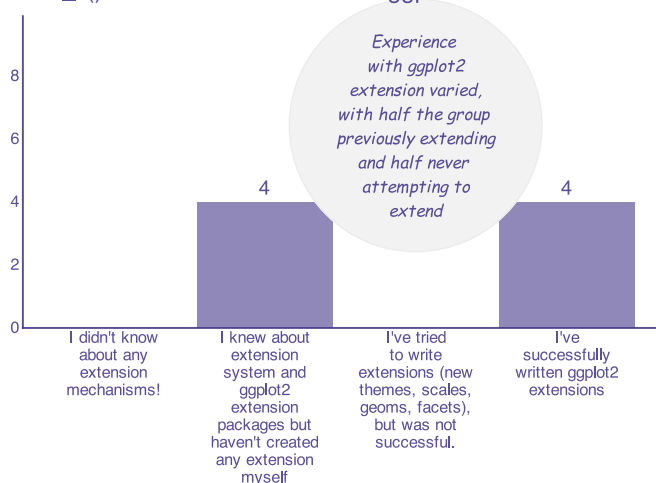 Experience
with ggplot2
extension varied,
with half the group
previously extending
and half never
attempting to
extend
8
6
4
2
0
4
4
I didn't know
about any
extension
mechanisms!
I knew about
extension
system and
ggplot2
extension
packages but
haven't created
any extension
myself
I've tried
to write
extensions (new
themes, scales,
geoms, facets),
but was not
successful.
I've
successfully
written ggplot2
extensions